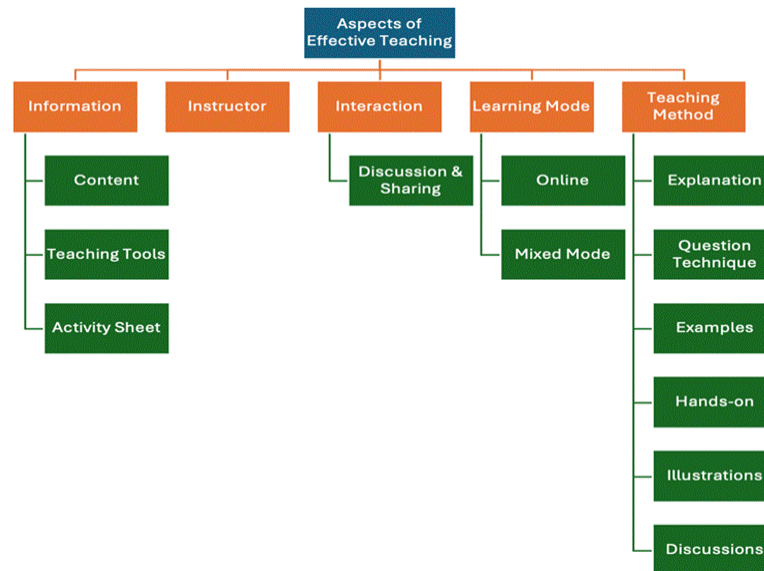 Aspects of
Effective Teaching
Information
Instructor
Interaction
Learning Mode
Teaching
Method
Content
Teaching Tools
Activity Sheet
Discussion &
Sharing
Online
Mixed Mode
Explanation
Question
Technique
Examples
Hands-on
Illustrations
Discussions